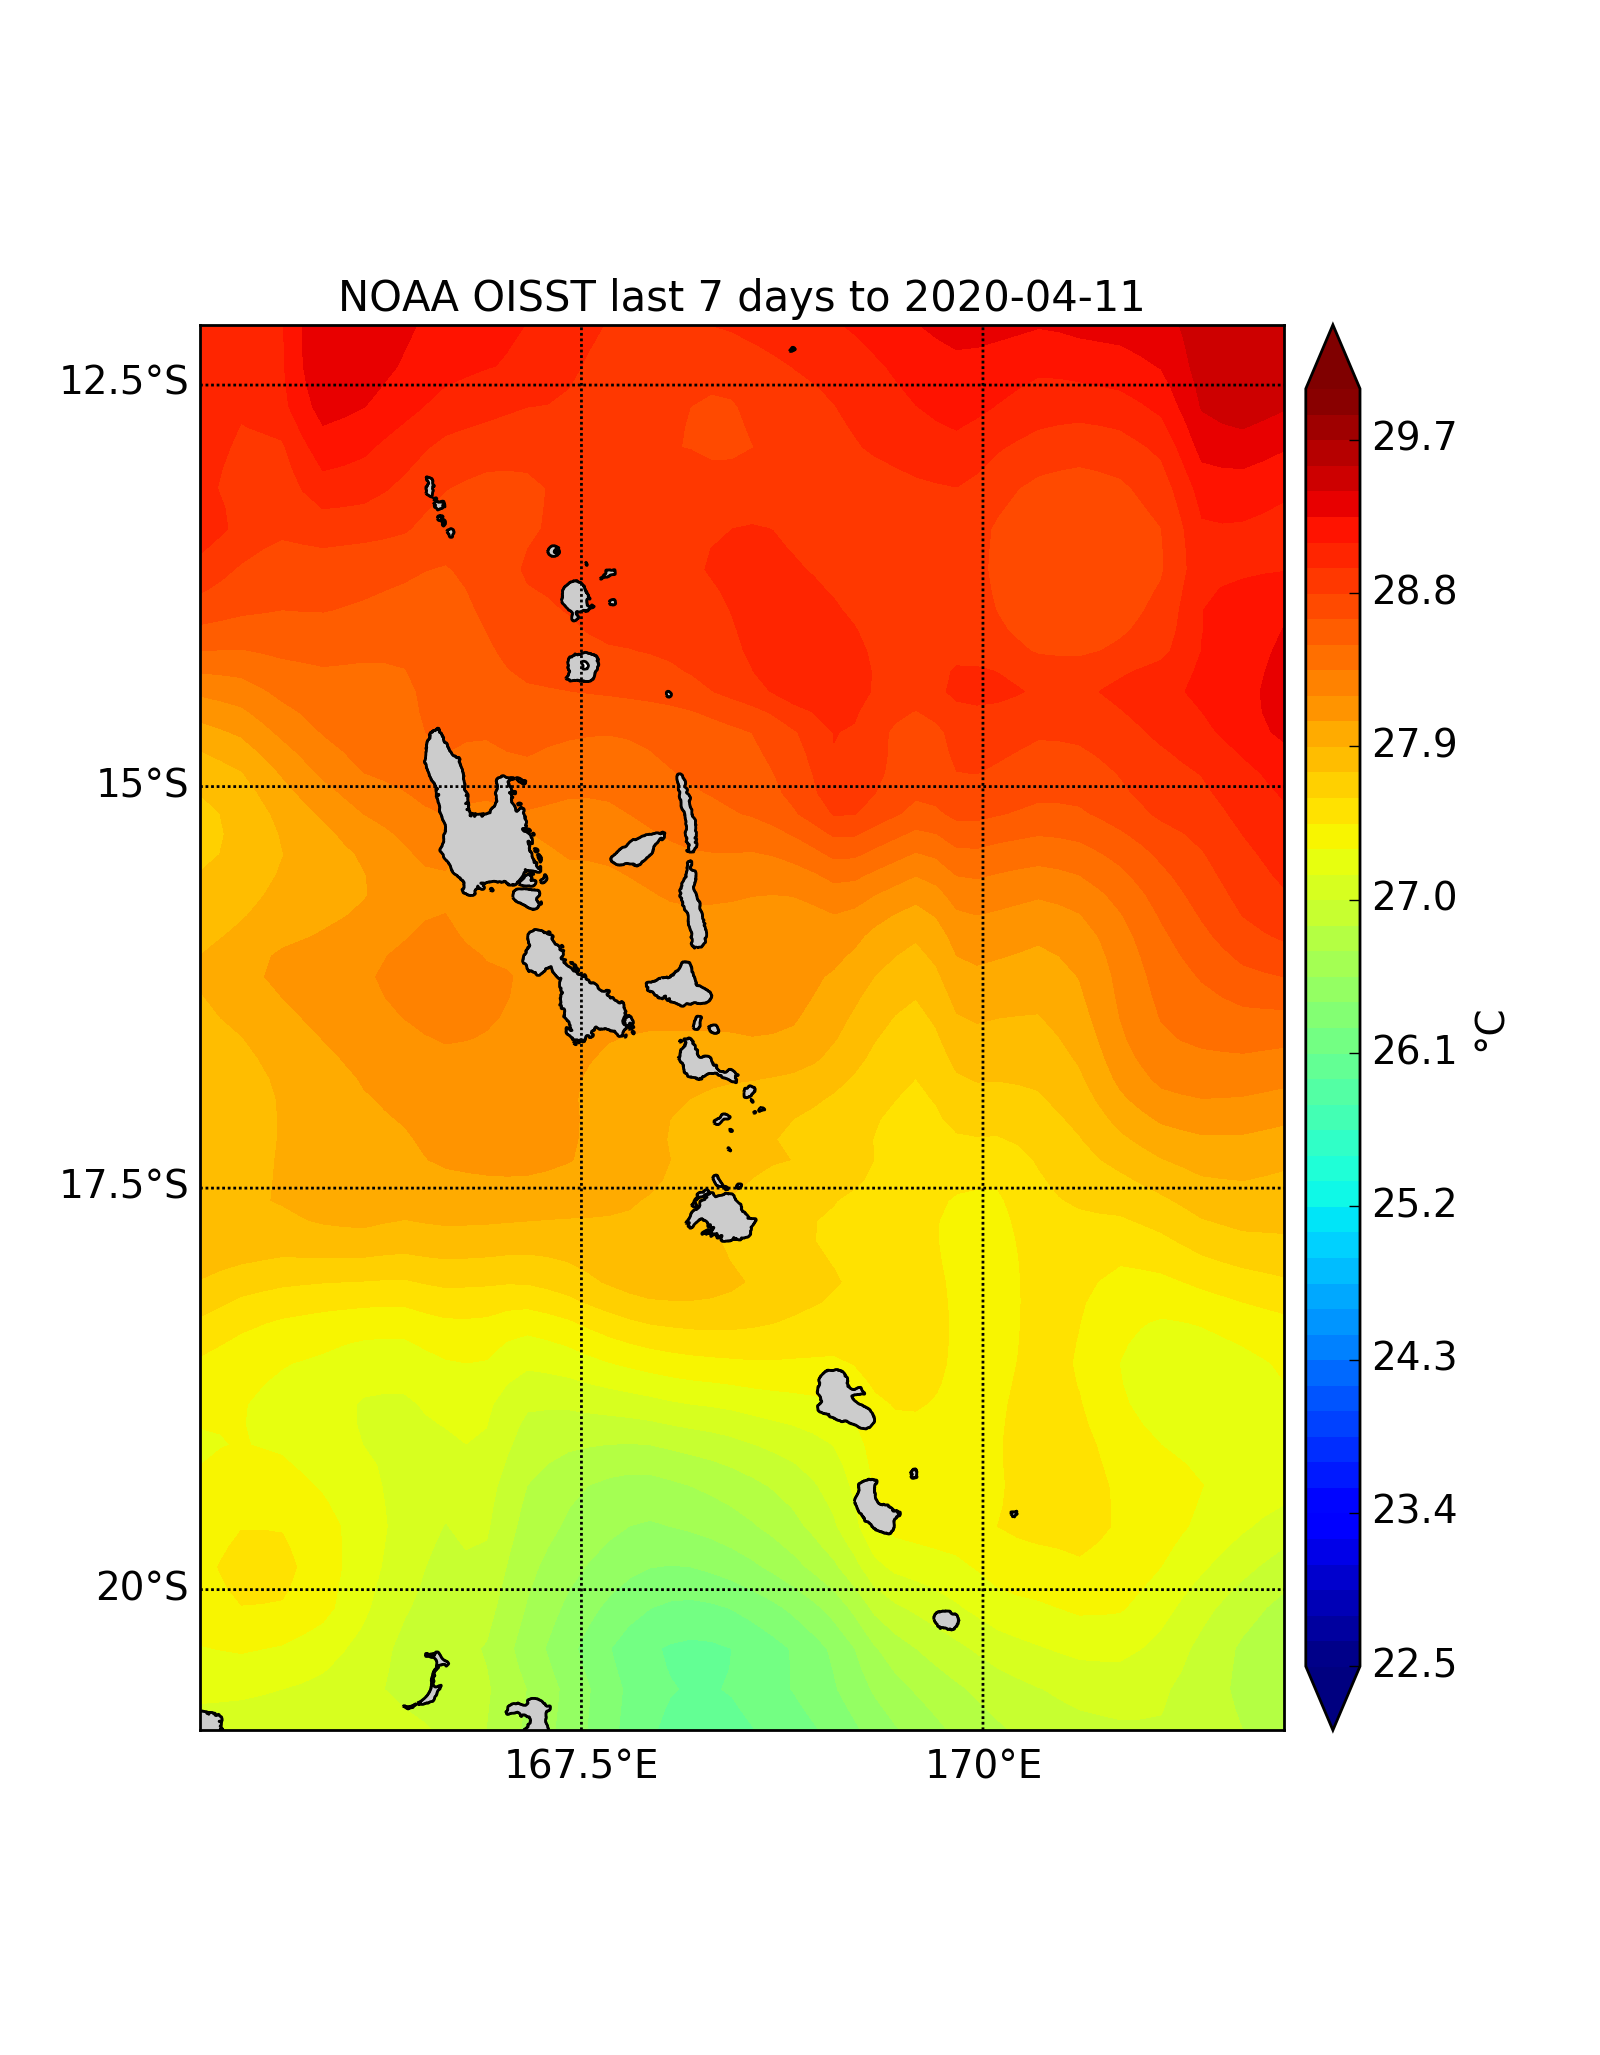 NOAA OISST last 7 days to 2020-04-11
12.5°S
15°S
17.5°S
20°S
167.5°E
170°E
29.7
28.8
27.9
27.0
26.1
25.2
24.3
23.4
22.5
°C